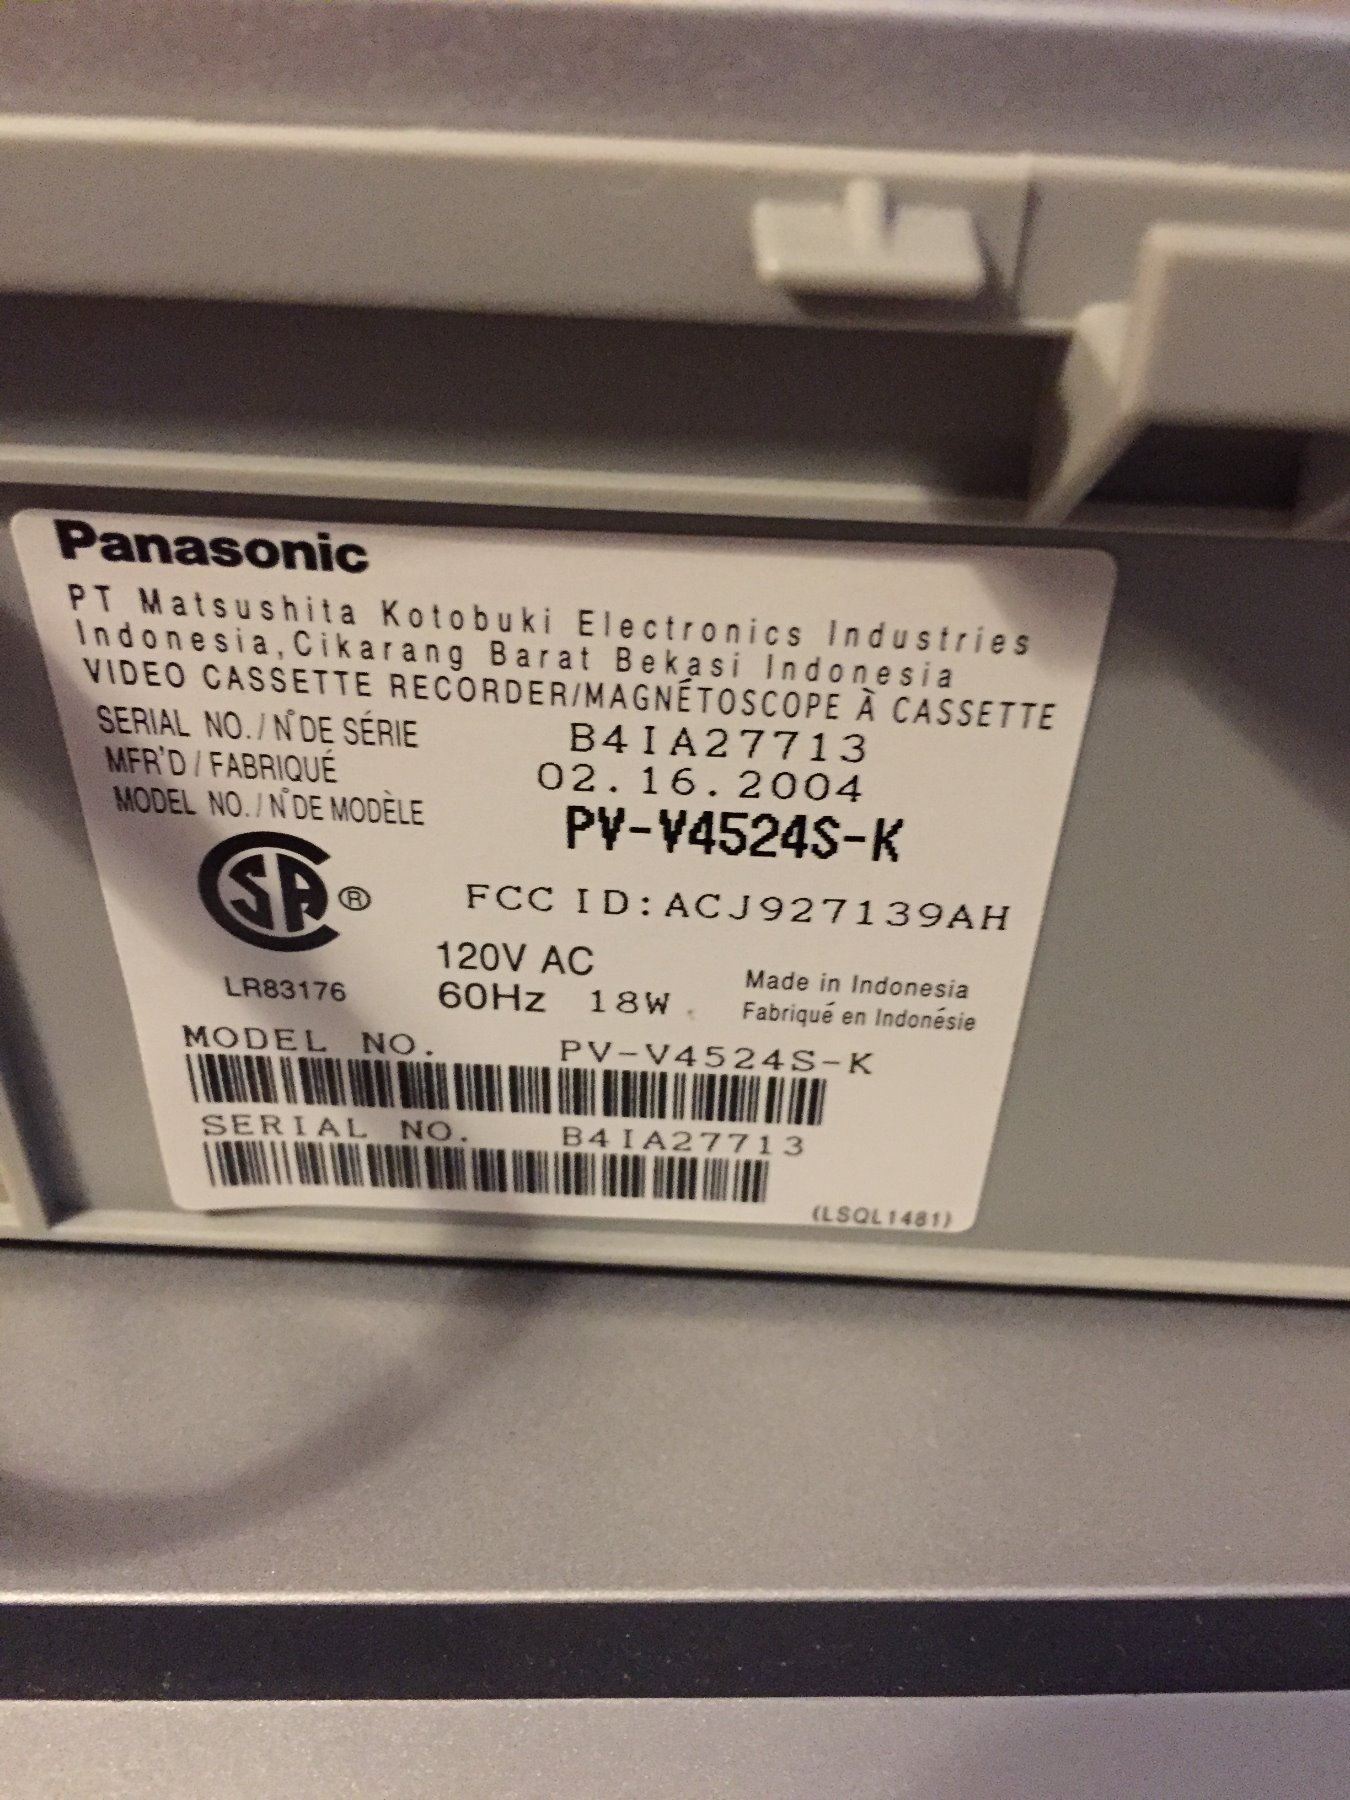 Panasonic
PT Matsushita Kotobuki Electronics Industries
Indonesia,Cikarang Barat Bekasi Indonesia
VIDEO CASSETTE RECORDER/MAGNÉTOSCOPE À CASSETTE
SERIAL NO./N° DE SÉRIE B4IA27713
MFR'D/FABRIQUÉ 02.16.2004
MODEL NO./N° DE MODÈLE PV-V4524S-K
SA ® FCC ID:ACJ927139AH
120V AC
LR83176 60Hz 18W Made in Indonesia
Fabriqué en Indonésie
MODEL NO. PV-V4524S-K
SERIAL NO. B4IA27713
(LSQL1481)